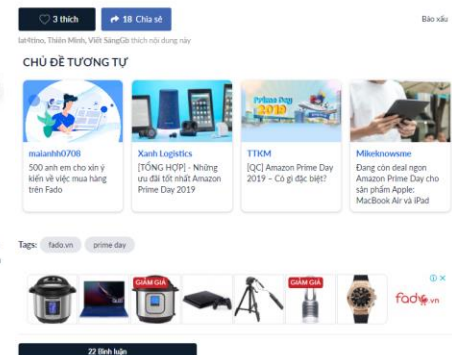 3 thích
18 Chia sẻ
Báo xấu
lat4tino, Thiên Minh, Viết SángGb thích nội dung này
CHỦ ĐỀ TƯƠNG TỰ
Prime Day
2019
maianhh0708
500 anh em cho xin ý
kiến về việc mua hàng
trên Fado
Xanh Logistics
[TỔNG HỢP] - Những
ưu đãi tốt nhất Amazon
Prime Day 2019
TTKM
[QC] Amazon Prime Day
2019 – Có gì đặc biệt?
Mikeknowsme
Đang còn deal ngon
Amazon Prime Day cho
sản phẩm Apple:
MacBook Air và iPad
Tags:
fado.vn
prime day
GIẢM GIÁ
GIẢM GIÁ
fado.vn
22 Bình luận